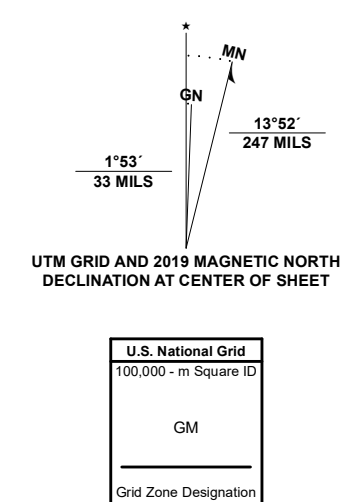 ★
MN
GN
13°52´
247 MILS
1°53´
33 MILS
UTM GRID AND 2019 MAGNETIC NORTH
DECLINATION AT CENTER OF SHEET
U.S. National Grid
100,000 - m Square ID
GM
Grid Zone Designation